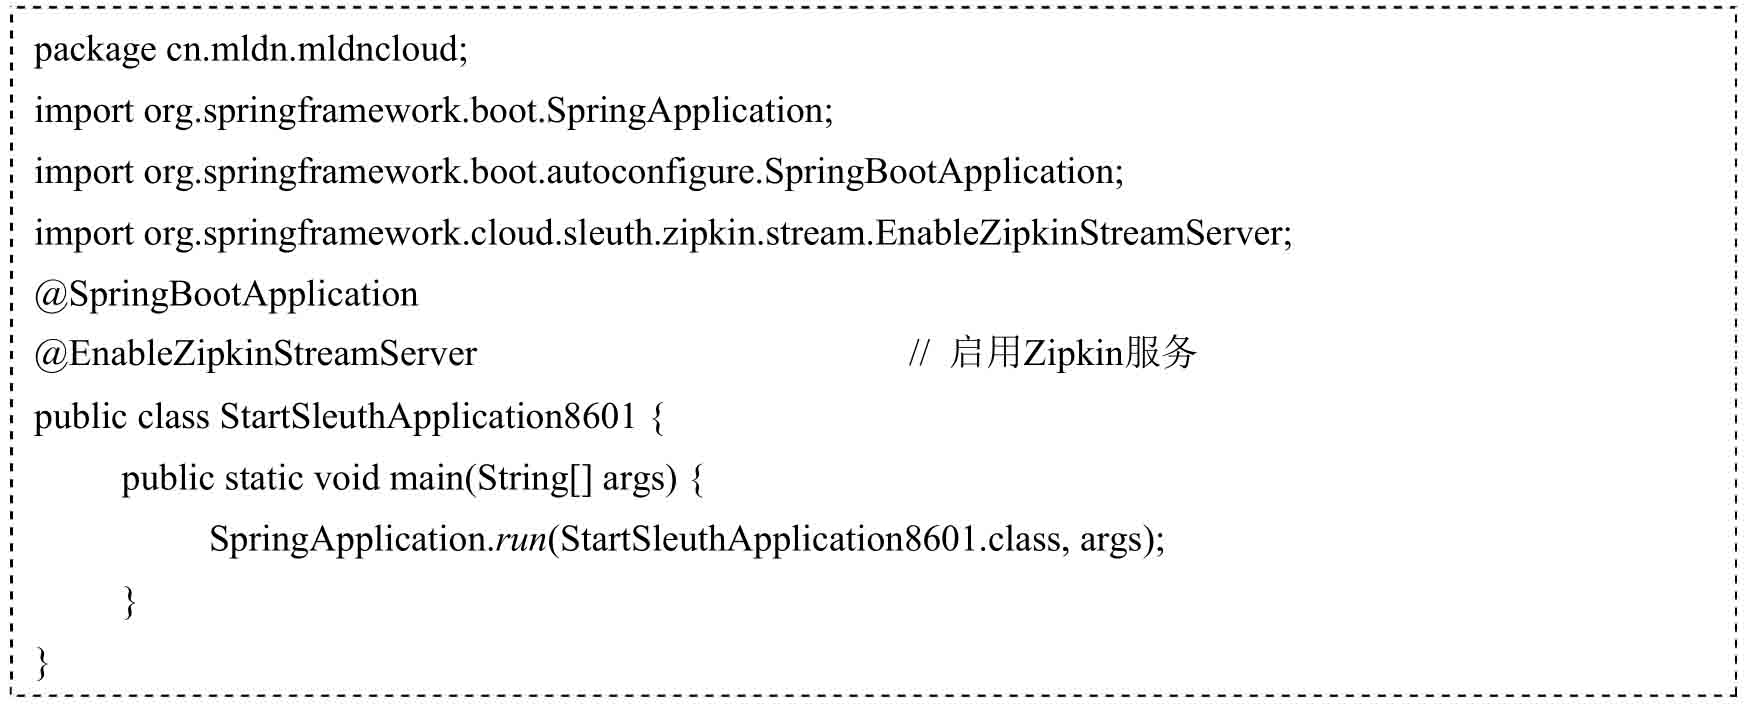 package cn.mldn.mldncloud;
import org.springframework.boot.SpringApplication;
import org.springframework.boot.autoconfigure.SpringBootApplication;
import org.springframework.cloud.sleuth.zipkin.stream.EnableZipkinStreamServer;
@SpringBootApplication
@EnableZipkinStreamServer // 启用Zipkin服务
public class StartSleuthApplication8601 {
public static void main(String[] args) {
SpringApplication.run(StartSleuthApplication8601.class, args);
}
}